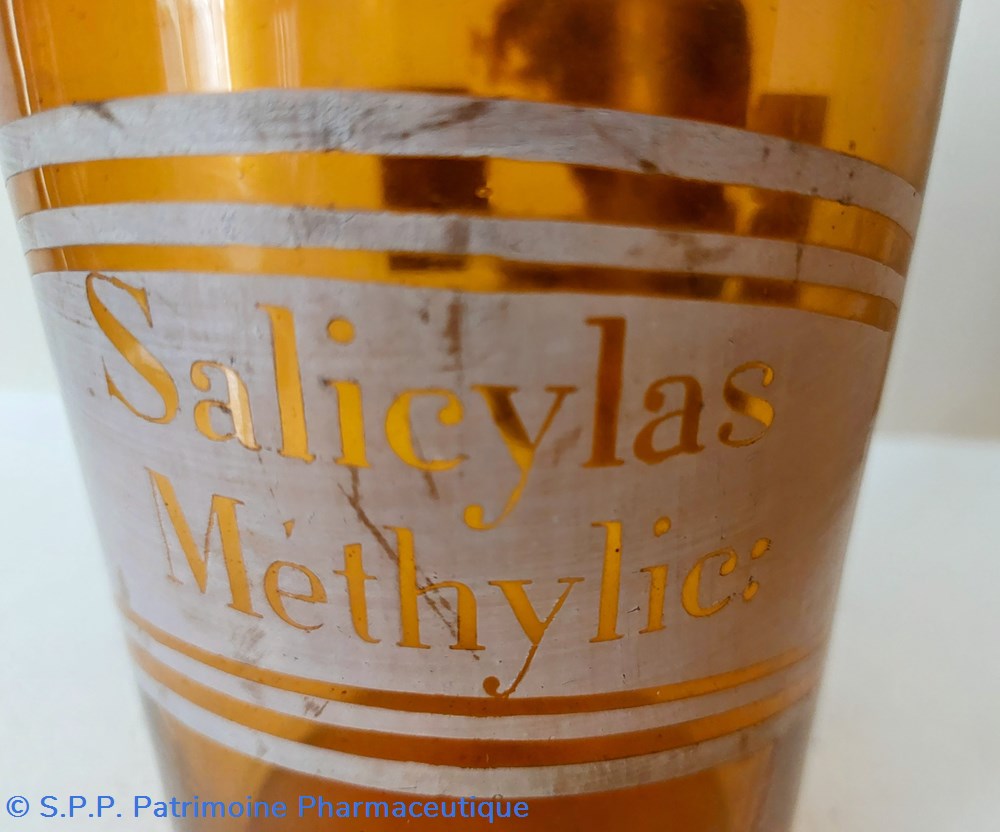 Salicylas
Méthylic:
© S.P.P. Patrimoine Pharmaceutique